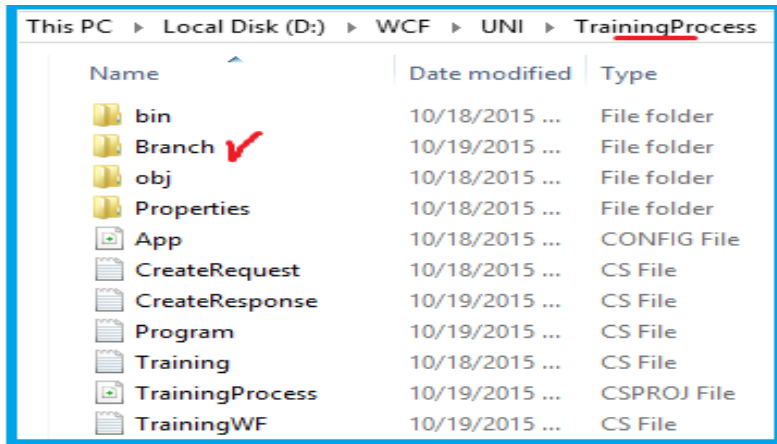 This PC Local Disk (D:) WCF UNI TrainingProcess
Name Date modified Type
bin 10/18/2015 ... File folder
Branch 10/19/2015 ... File folder
obj 10/18/2015 ... File folder
Properties 10/18/2015 ... File folder
App 10/18/2015 ... CONFIG File
CreateRequest 10/18/2015 ... CS File
CreateResponse 10/19/2015 ... CS File
Program 10/19/2015 ... CS File
Training 10/18/2015 ... CS File
TrainingProcess 10/19/2015 ... CSPROJ File
TrainingWF 10/19/2015 ... CS File